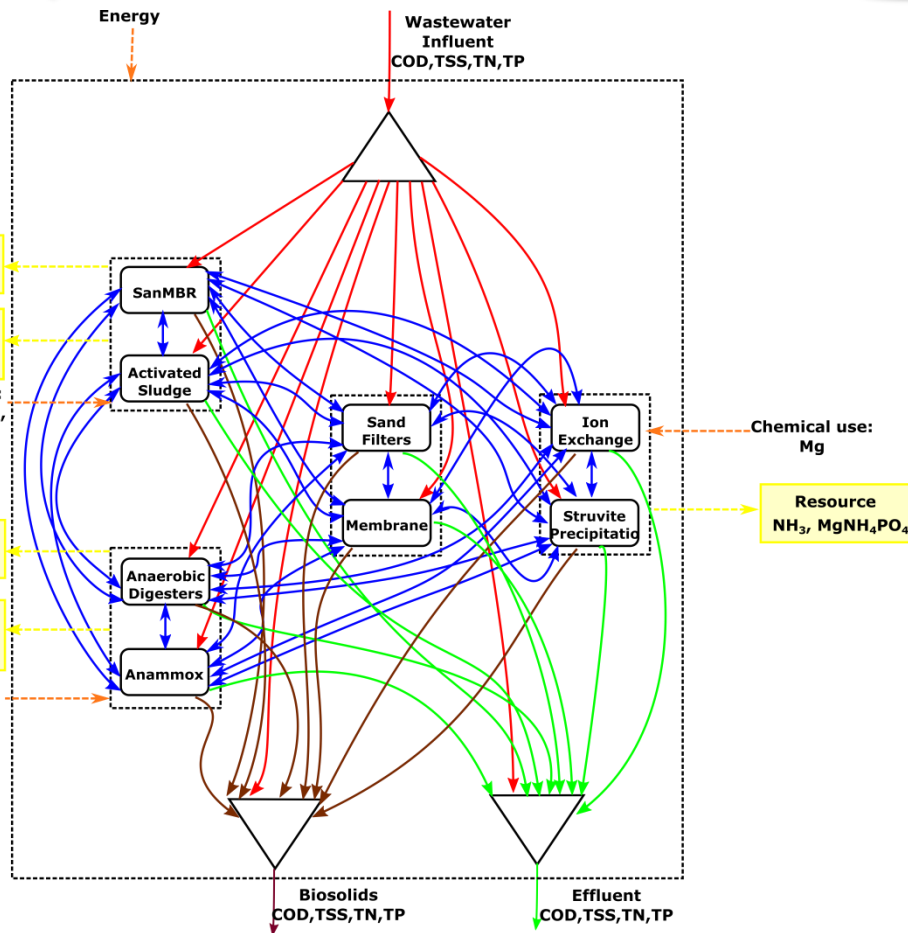 Energy
Wastewater
Influent
COD,TSS,TN,TP
SanMBR
Activated
Sludge
,
Sand
Filters
Ion
Exchange
Chemical use:
Mg
Membrane
Struvite
Precipitatio
Resource
NH₃, MgNH₄PO₄
Anaerobic
Digesters
Anammox
Biosolids
COD,TSS,TN,TP
Effluent
COD,TSS,TN,TP